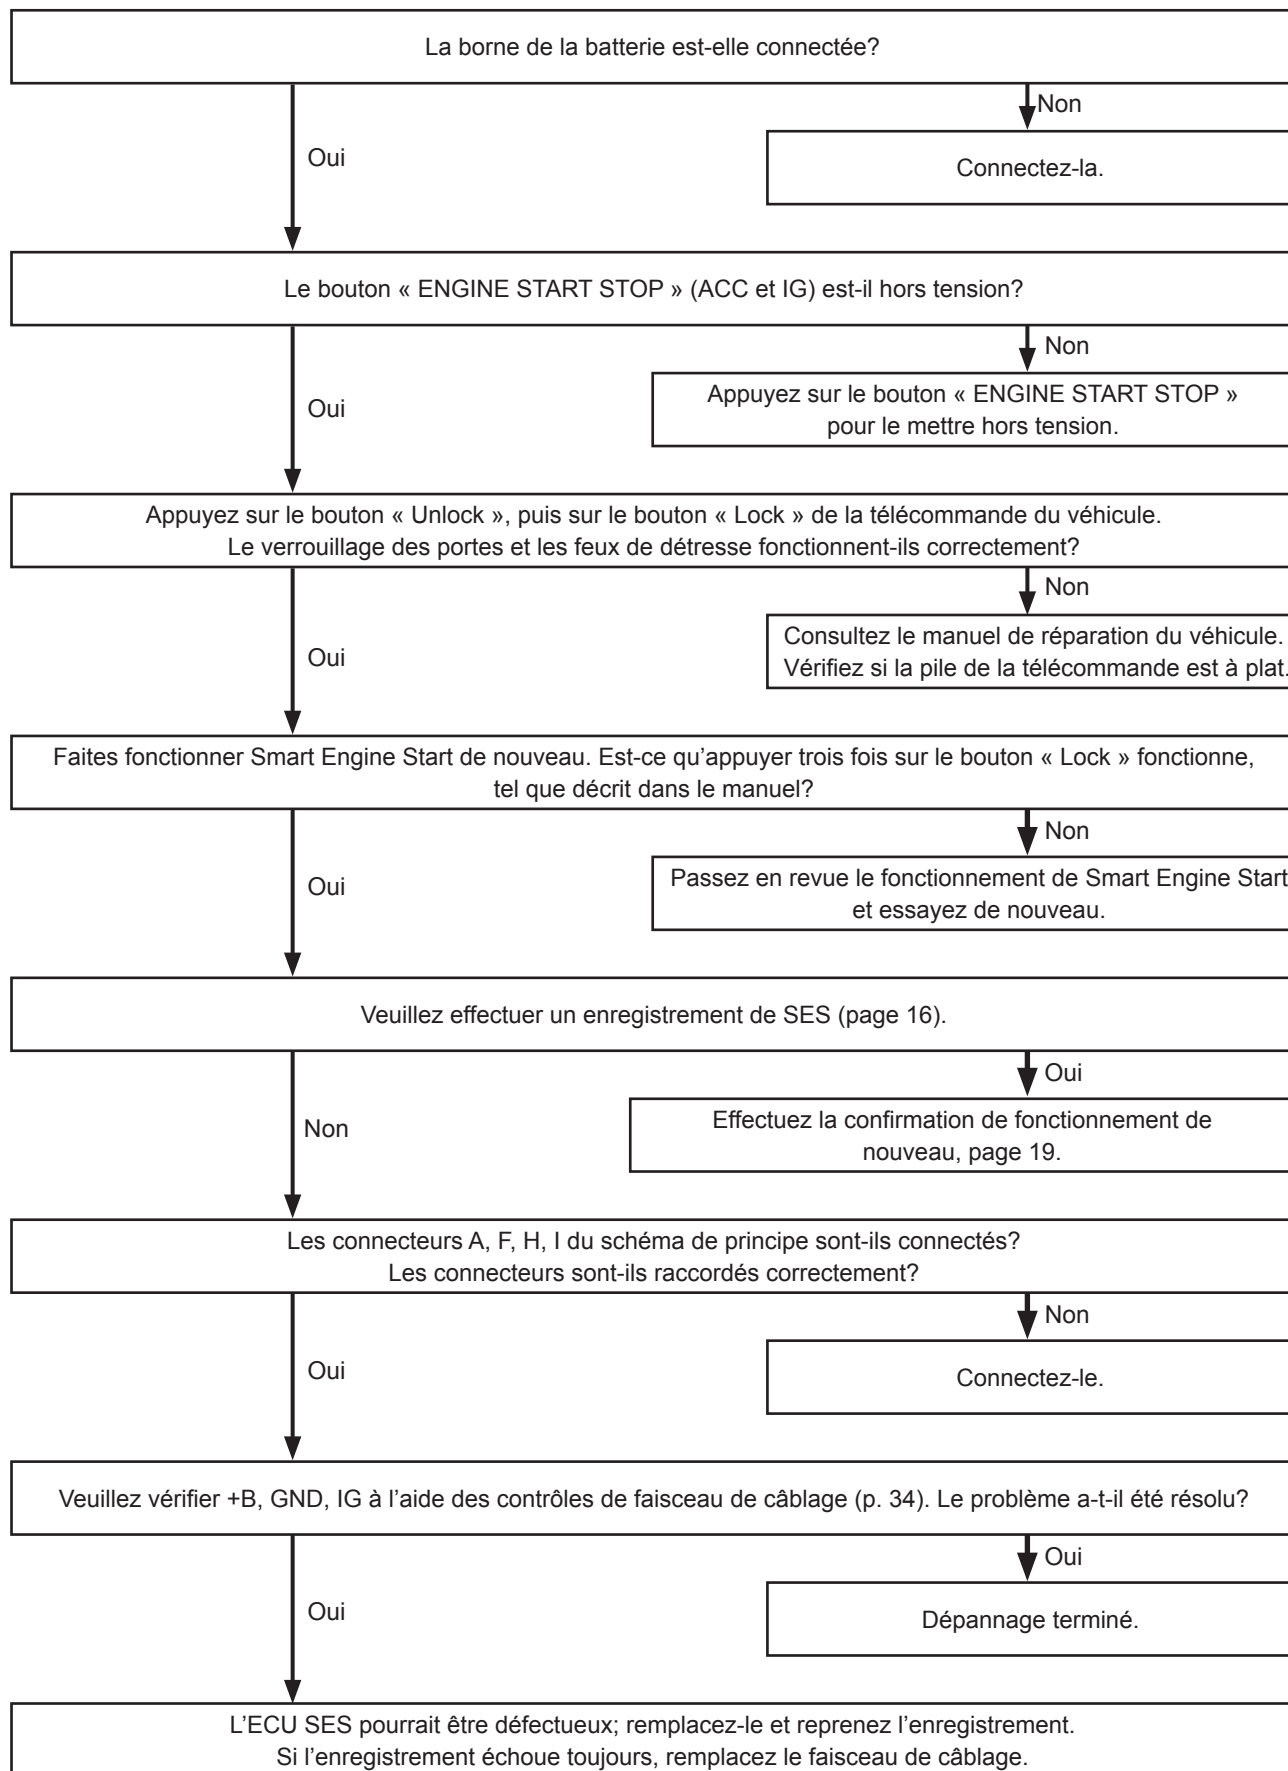 La borne de la batterie est-elle connectée?
Non
Oui
Connectez-la.
Le bouton « ENGINE START STOP » (ACC et IG) est-il hors tension?
Non
Oui
Appuyez sur le bouton « ENGINE START STOP »
pour le mettre hors tension.
Appuyez sur le bouton « Unlock », puis sur le bouton « Lock » de la télécommande du véhicule.
Le verrouillage des portes et les feux de détresse fonctionnent-ils correctement?
Non
Oui
Consultez le manuel de réparation du véhicule.
Vérifiez si la pile de la télécommande est à plat.
Faites fonctionner Smart Engine Start de nouveau. Est-ce qu’appuyer trois fois sur le bouton « Lock » fonctionne,
tel que décrit dans le manuel?
Non
Oui
Passez en revue le fonctionnement de Smart Engine Start
et essayez de nouveau.
Veuillez effectuer un enregistrement de SES (page 16).
Oui
Non
Effectuez la confirmation de fonctionnement de
nouveau, page 19.
Les connecteurs A, F, H, I du schéma de principe sont-ils connectés?
Les connecteurs sont-ils raccordés correctement?
Non
Oui
Connectez-le.
Veuillez vérifier +B, GND, IG à l’aide des contrôles de faisceau de câblage (p. 34). Le problème a-t-il été résolu?
Oui
Oui
Dépannage terminé.
L’ECU SES pourrait être défectueux; remplacez-le et reprenez l’enregistrement.
Si l’enregistrement échoue toujours, remplacez le faisceau de câblage.